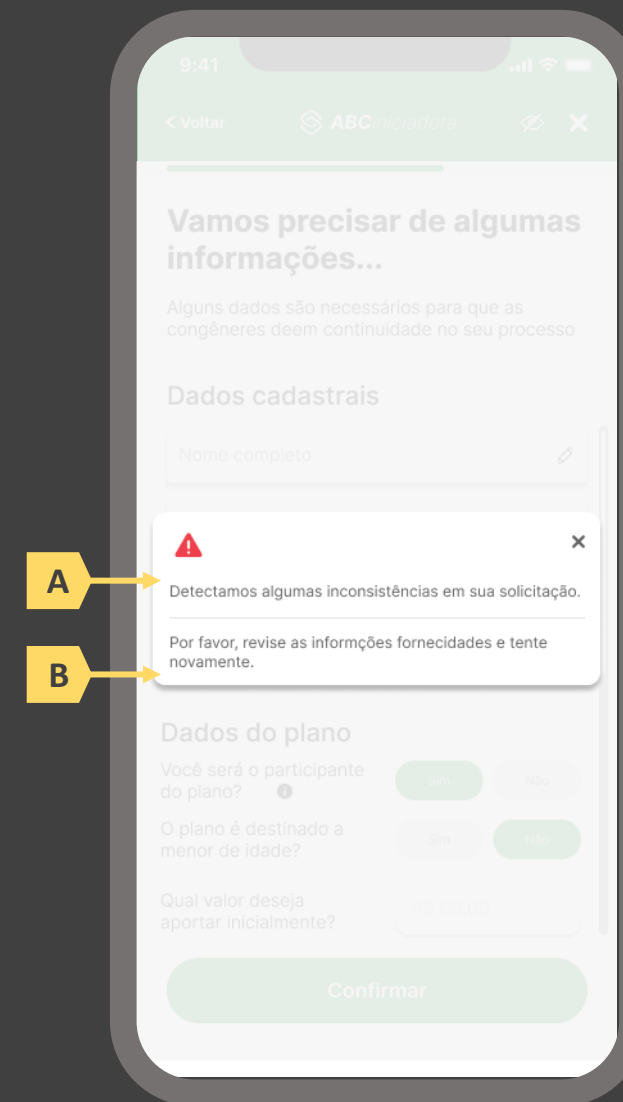 9:41
< Voltar
ABCiniciadora
Vamos precisar de algumas
informações...
Alguns dados são necessários para que as
congêneres deem continuidade no seu processo
Dados cadastrais
Nome completo
A
Detectamos algumas inconsistências em sua solicitação.
Por favor, revise as informções fornecidades e tente
novamente.
B
Dados do plano
Você será o participante
do plano?
Sim
Não
O plano é destinado a
menor de idade?
Sim
Não
Qual valor deseja
aportar inicialmente?
Confirmar